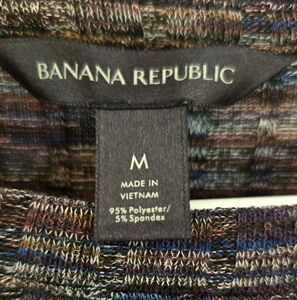 BANANA REPUBLIC
M
MADE IN
VIETNAM
95% Polyester/
5% Spandex